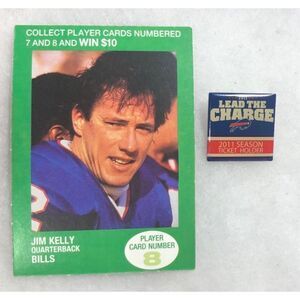 COLLECT PLAYER CARDS NUMBERED
7 AND 8 AND WIN $10
2
JIM KELLY
QUARTERBACK
BILLS
PLAYER
CARD NUMBER
8
LEAD THE
CHARGE
2011 SEASON
TICKET HOLDER